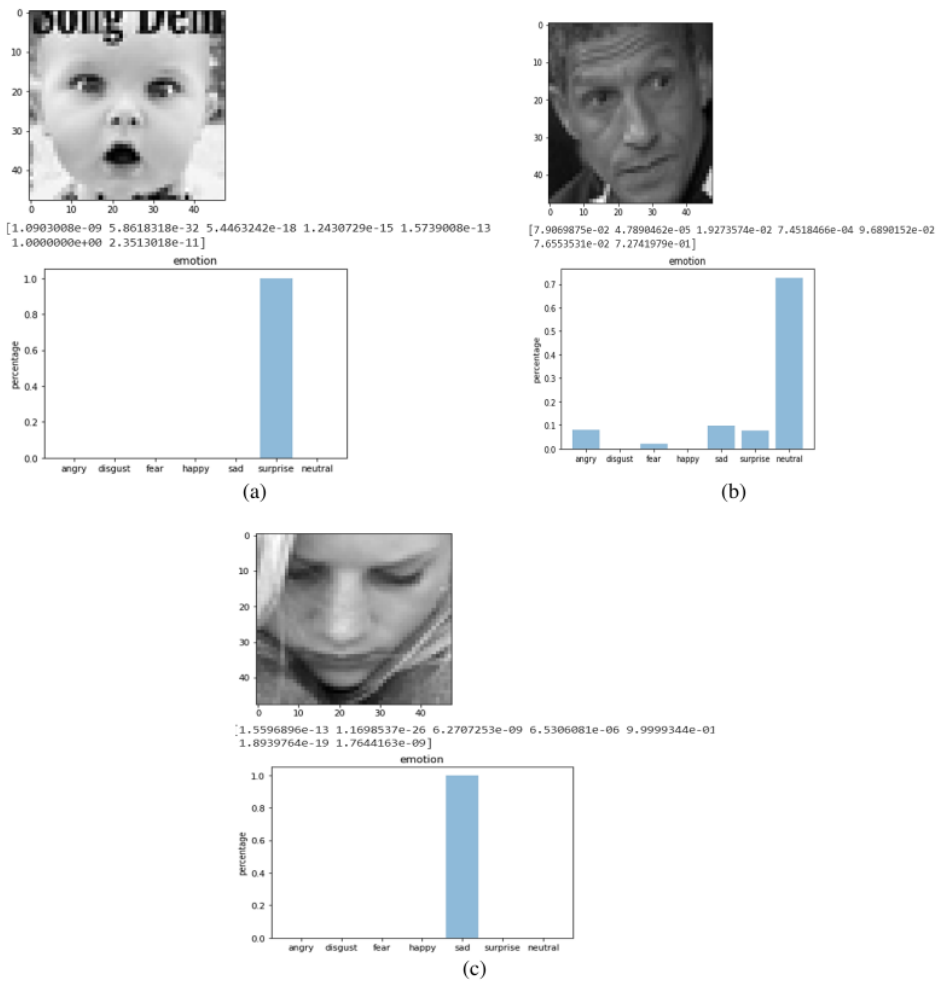 Song Dem
0
10
20
30
40
0 10 20 30 40
[1.0903008e-09 5.8618318e-32 5.4463242e-18 1.2430729e-15 1.5739008e-13
1.0000000e+00 2.3513018e-11]
emotion
percentage
1.0
0.8
0.6
0.4
0.2
0.0
angry disgust fear happy sad surprise neutral
(a)
0
10
20
30
40
0 10 20 30 40
[7.9069875e-02 4.7890462e-05 1.9273574e-02 7.4518466e-04 9.6890152e-02
7.6553531e-02 7.2741979e-01]
emotion
percentage
0.7
0.6
0.5
0.4
0.3
0.2
0.1
0.0
angry disgust fear happy sad surprise neutral
(b)
0
10
20
30
40
0 10 20 30 40
[1.5596896e-13 1.1698537e-26 6.2707253e-09 6.5306081e-06 9.9999344e-01
1.8939764e-19 1.7644163e-09]
emotion
percentage
1.0
0.8
0.6
0.4
0.2
0.0
angry disgust fear happy sad surprise neutral
(c)